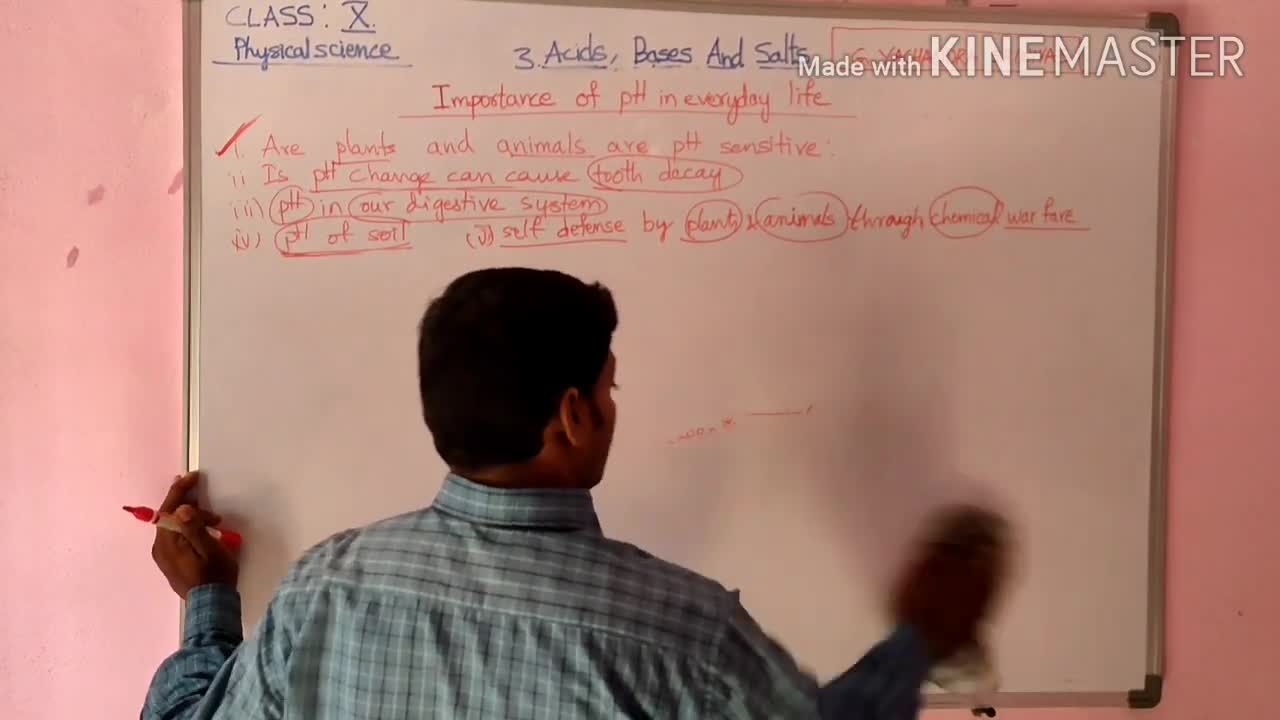 CLASS: X.
Physical science
3. Acids, Bases And Salts
Made with KINEMASTER
Importance of pH in everyday life
i. Are plants and animals are pH sensitive:
ii Is pH change can cause tooth decay
iii) pH in our digestive system
iv) pH of soil (v) self defense by plants & animals through chemical war fare